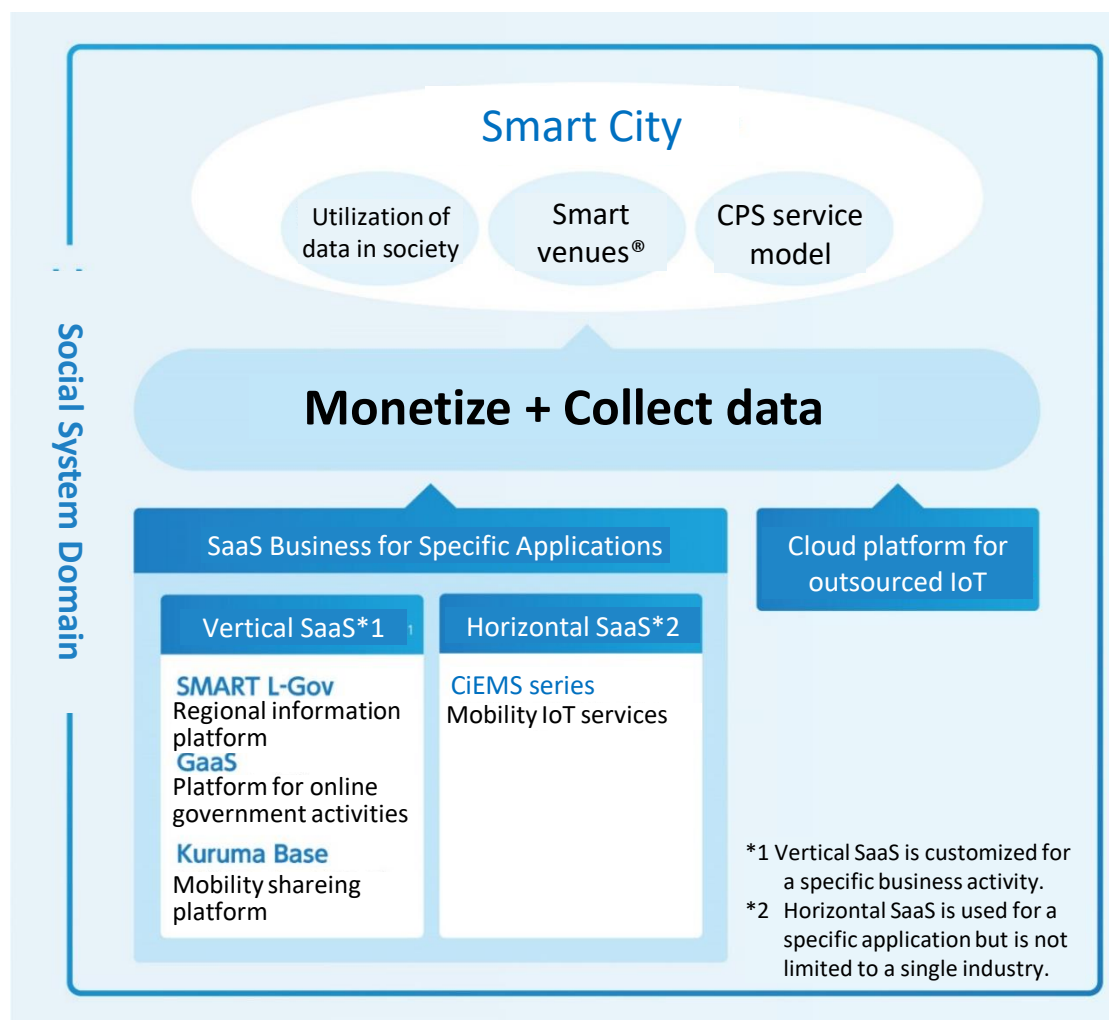 Smart City
Utilization of
data in society
Smart
venues®
CPS service
model
Social System Domain
Monetize + Collect data
SaaS Business for Specific Applications
Cloud platform for
outsourced IoT
Vertical SaaS*1
SMART L-Gov
Regional information
platform
GaaS
Platform for online
government activities
Kuruma Base
Mobility shareing
platform
Horizontal SaaS*2
CiEMS series
Mobility IoT services
*1 Vertical SaaS is customized for
a specific business activity.
*2 Horizontal SaaS is used for a
specific application but is not
limited to a single industry.